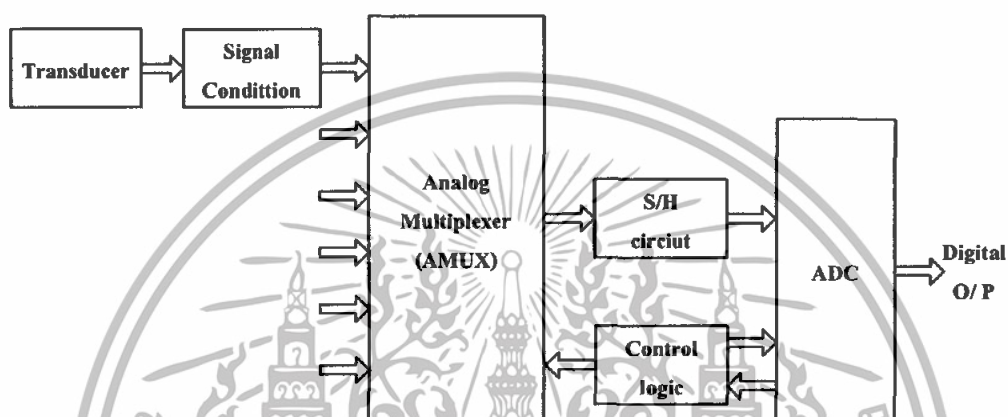 Transducer
Signal
Condittion
Analog
Multiplexer
(AMUX)
S/H
circiut
Control
logic
ADC
Digital
O/ P